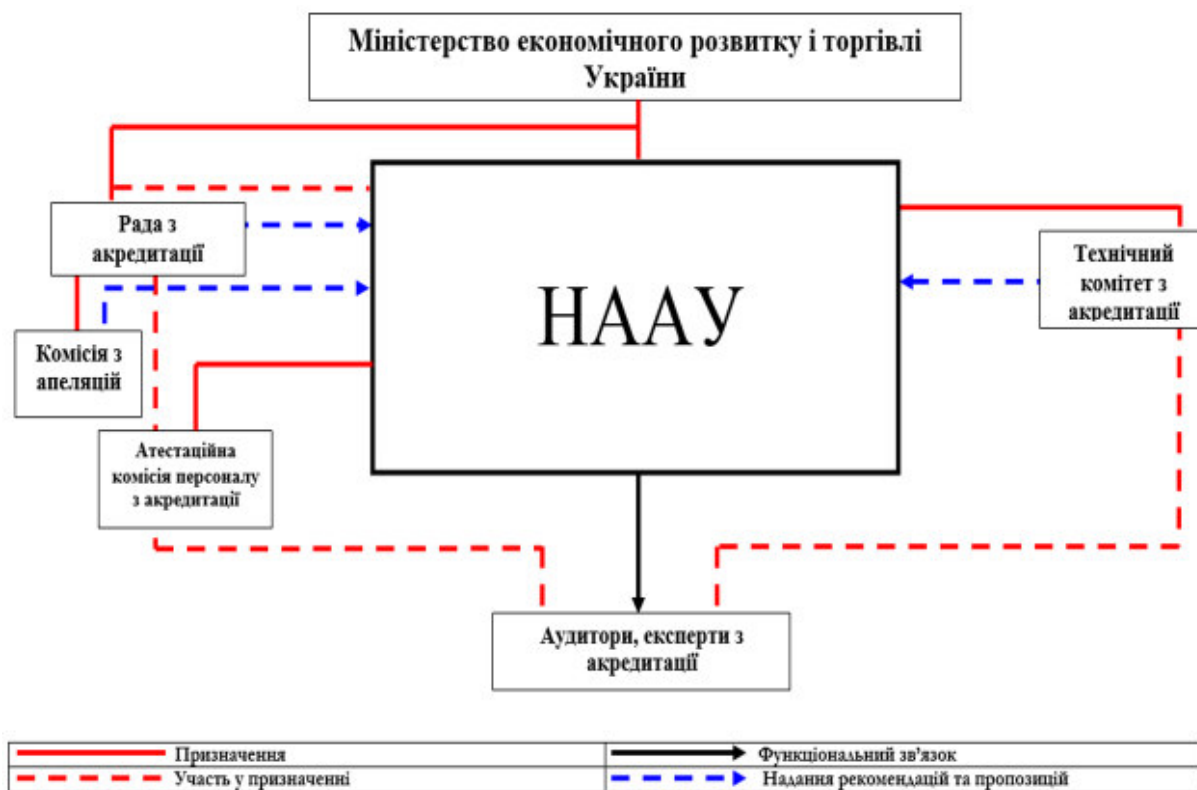 Міністерство економічного розвитку і торгівлі
України
Рада з
акредитації
НААУ
Технічний
комітет з
акредитації
Комісія з
апеляцій
Атестаційна
комісія персоналу
з акредитації
Аудитори, експерти з
акредитації
Призначення
Функціональний зв'язок
Участь у призначенні
Надання рекомендацій та пропозицій